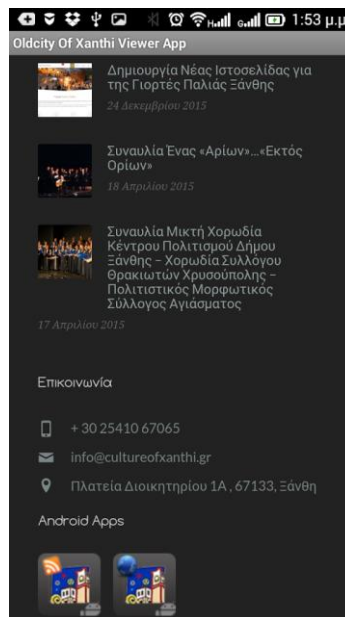 1:53 μ.μ
Oldcity Of Xanthi Viewer App
Δημιουργία Νέας Ιστοσελίδας για
της Γιορτές Παλιάς Ξάνθης
24 Δεκεμβρίου 2015
Συναυλία Ένας «Αρίων»...«Εκτός
Ορίων»
18 Απριλίου 2015
Συναυλία Μικτή Χορωδία
Κέντρου Πολιτισμού Δήμου
Ξάνθης – Χορωδία Συλλόγου
Θρακιωτών Χρυσούπολης –
Πολιτιστικός Μορφωτικός
Σύλλογος Αγιάσματος
17 Απριλίου 2015
Επικοινωνία
+ 30 25410 67065
info@cultureofxanthi.gr
Πλατεία Διοικητηρίου 1Α , 67133, Ξάνθη
Android Apps